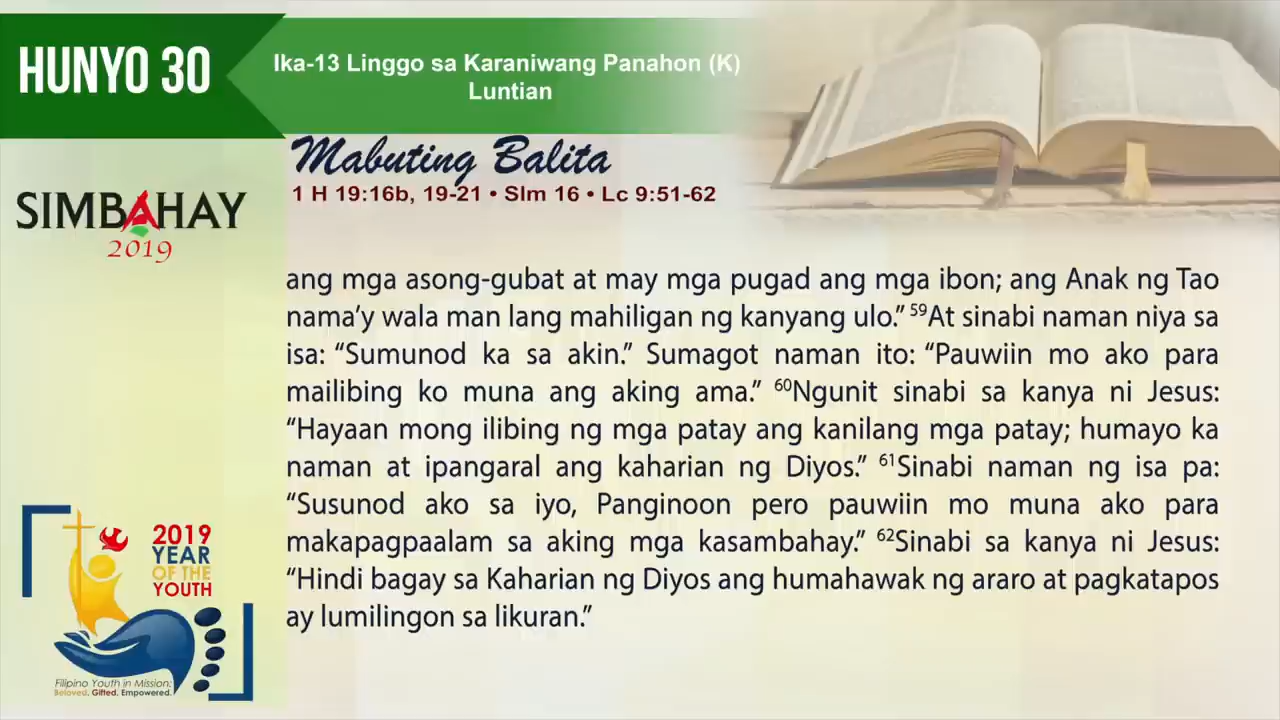 HUNYO 30
Ika-13 Linggo sa Karaniwang Panahon (K)
Luntian
Mabuting Balita
1 H 19:16b, 19-21 • Slm 16 • Lc 9:51-62
SIMBAHAY
2019
ang mga asong-gubat at may mga pugad ang mga ibon; ang Anak ng Tao
nama’y wala man lang mahiligan ng kanyang ulo.” ⁵⁹At sinabi naman niya sa
isa: “Sumunod ka sa akin.” Sumagot naman ito: “Pauwiin mo ako para
mailibing ko muna ang aking ama.” ⁶⁰Ngunit sinabi sa kanya ni Jesus:
“Hayaan mong ilibing ng mga patay ang kanilang mga patay; humayo ka
naman at ipangaral ang kaharian ng Diyos.” ⁶¹Sinabi naman ng isa pa:
“Susunod ako sa iyo, Panginoon pero pauwiin mo muna ako para
makapagpaalam sa aking mga kasambahay.” ⁶²Sinabi sa kanya ni Jesus:
“Hindi bagay sa Kaharian ng Diyos ang humahawak ng araro at pagkatapos
ay lumilingon sa likuran.”
2019
YEAR
OF THE
YOUTH
Filipino Youth in Mission:
Beloved. Gifted. Empowered.